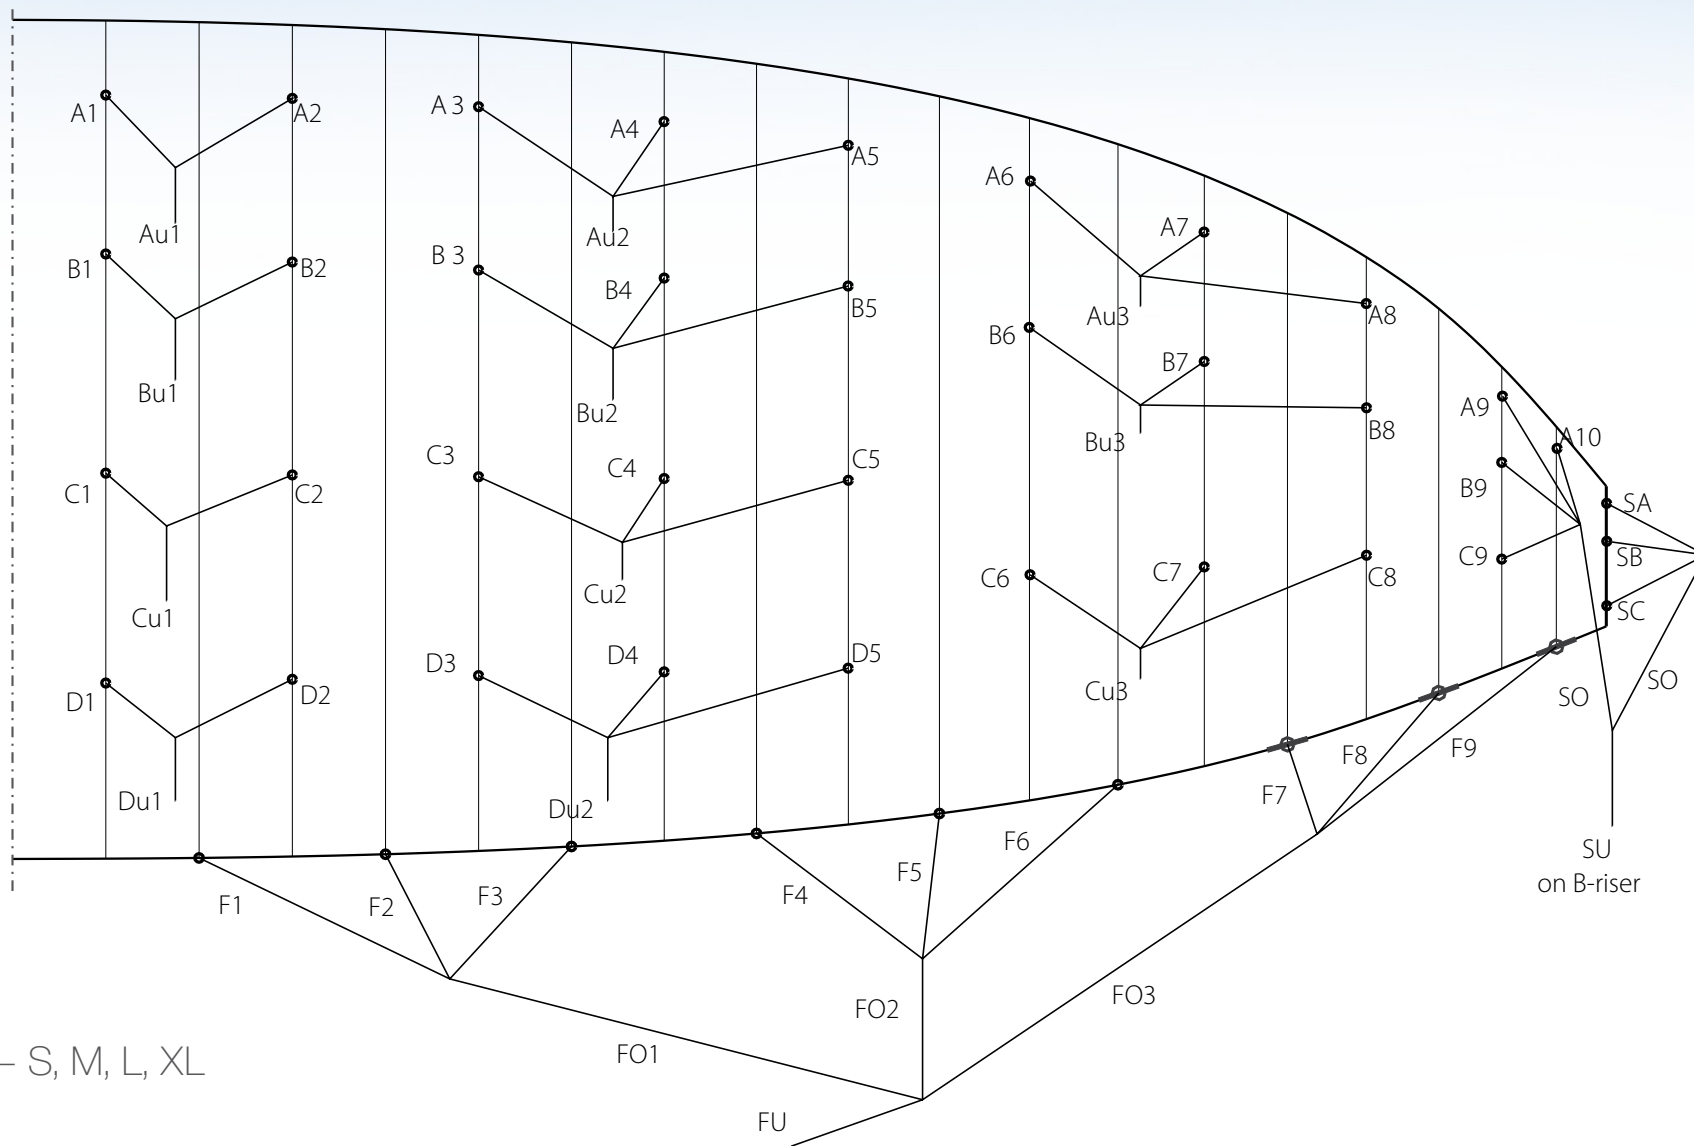 A1
A2
A 3
A4
A5
Au1
Au2
B1
B2
B 3
B4
B5
Bu1
Bu2
A6
A7
Au3
A8
B6
B7
Bu3
B8
C1
C2
C3
C4
C5
Cu1
Cu2
C6
C7
C8
Cu3
A9
A10
B9
C9
SA
SB
SC
D1
D2
D3
D4
D5
Du1
Du2
SO
SO
SU
on B-riser
F1
F2
F3
F4
F5
F6
F7
F8
F9
FO1
FO2
FO3
FU
– S, M, L, XL